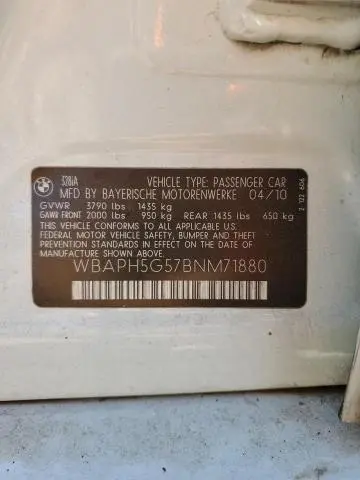 328iA VEHICLE TYPE: PASSENGER CAR
MFD BY BAYERISCHE MOTORENWERKE 04/10
GVWR 3790 lbs 1435 kg
GAWR FRONT 2000 lbs 950 kg REAR 1435 lbs 650 kg
THIS VEHICLE CONFORMS TO ALL APPLICABLE U.S.
FEDERAL MOTOR VEHICLE SAFETY, BUMPER AND THEFT
PREVENTION STANDARDS IN EFFECT ON THE DATE OF
MANUFACTURE SHOWN ABOVE.
WBAPH5G57BNM71880